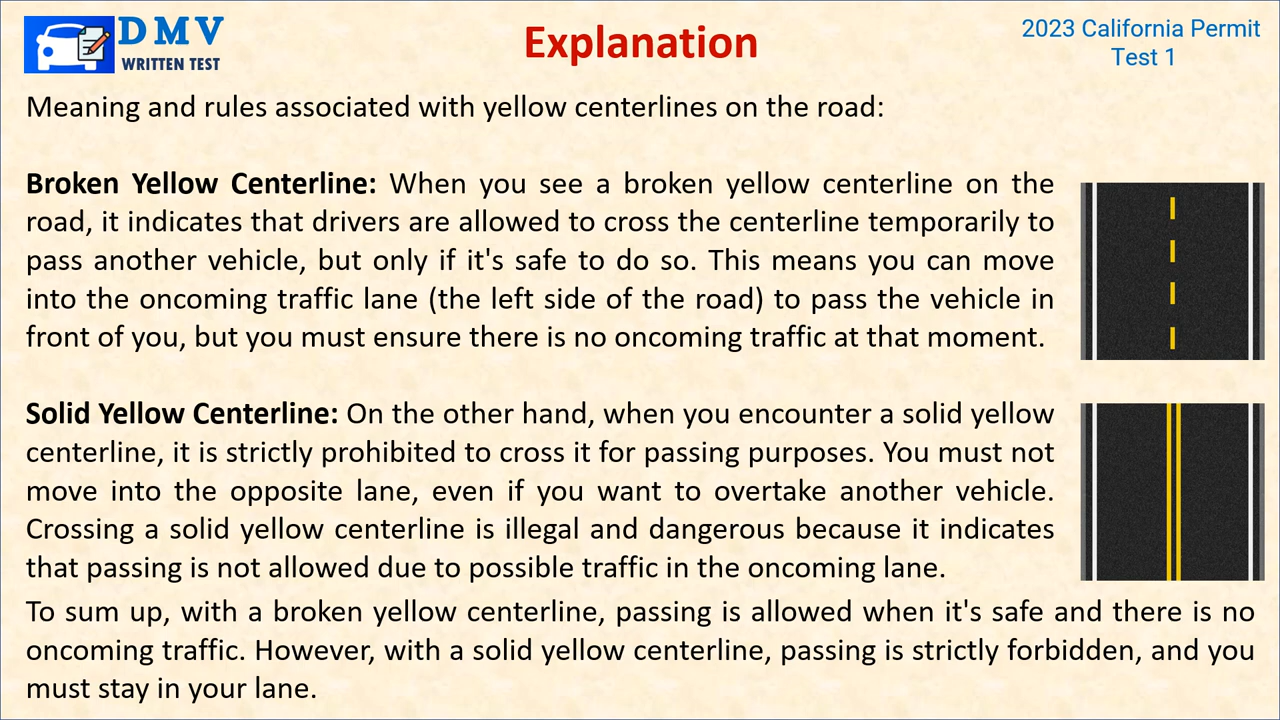 DMV
WRITTEN TEST
Explanation
2023 California Permit
Test 1
Meaning and rules associated with yellow centerlines on the road:
Broken Yellow Centerline: When you see a broken yellow centerline on the
road, it indicates that drivers are allowed to cross the centerline temporarily to
pass another vehicle, but only if it's safe to do so. This means you can move
into the oncoming traffic lane (the left side of the road) to pass the vehicle in
front of you, but you must ensure there is no oncoming traffic at that moment.
Solid Yellow Centerline: On the other hand, when you encounter a solid yellow
centerline, it is strictly prohibited to cross it for passing purposes. You must not
move into the opposite lane, even if you want to overtake another vehicle.
Crossing a solid yellow centerline is illegal and dangerous because it indicates
that passing is not allowed due to possible traffic in the oncoming lane.
To sum up, with a broken yellow centerline, passing is allowed when it's safe and there is no
oncoming traffic. However, with a solid yellow centerline, passing is strictly forbidden, and you
must stay in your lane.